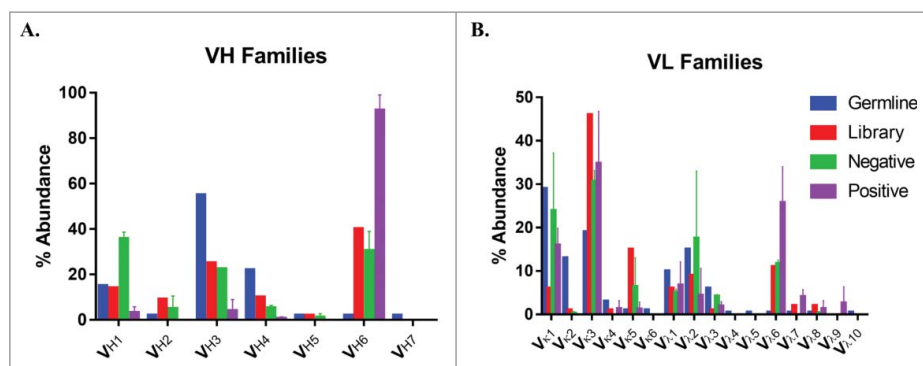 A.
VH Families
% Abundance
100
80
60
40
20
0
VH1 VH2 VH3 VH4 VH5 VH6 VH7
B.
VL Families
% Abundance
50
40
30
20
10
0
Vκ1 Vκ2 Vκ3 Vκ4 Vκ5 Vκ6 Vλ1 Vλ2 Vλ3 Vλ4 Vλ5 Vλ6 Vλ7 Vλ8 Vλ9 Vλ10
Germline
Library
Negative
Positive